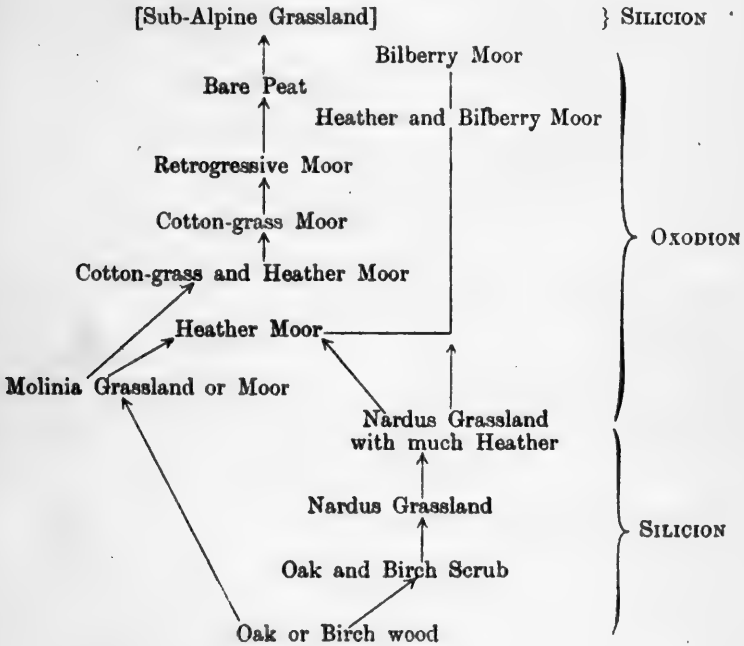 [Sub-Alpine Grassland] } SILICION
Bilberry Moor
Bare Peat
Heather and Bilberry Moor
Retrogressive Moor
Cotton-grass Moor
OXODION
Cotton-grass and Heather Moor
Heather Moor
Molinia Grassland or Moor
Nardus Grassland
with much Heather
Nardus Grassland
SILICION
Oak and Birch Scrub
Oak or Birch wood